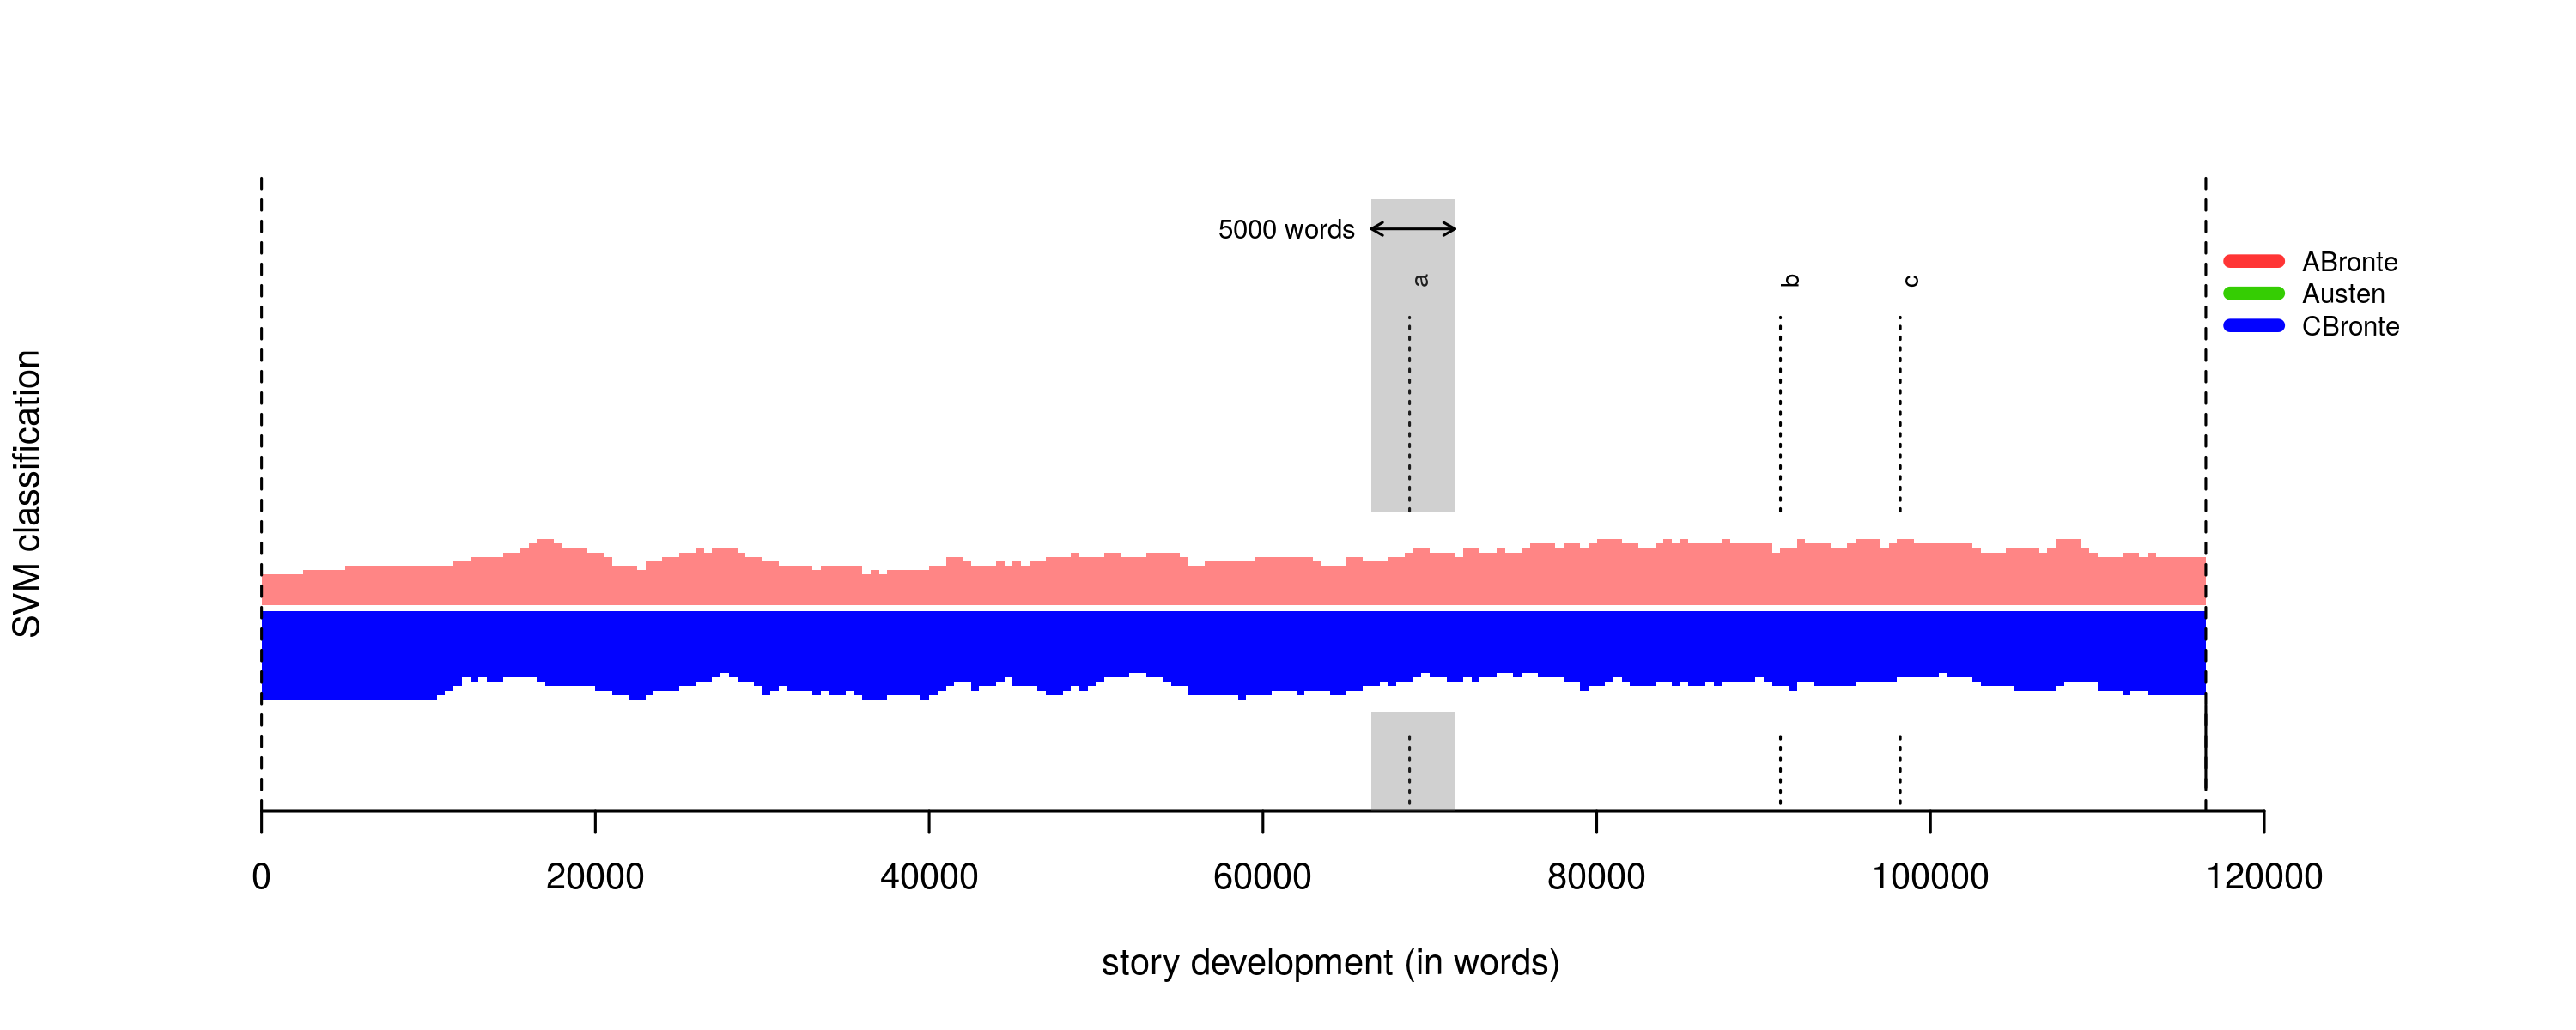 5000 words
a
b
c
ABronte
Austen
CBronte
SVM classification
0 20000 40000 60000 80000 100000 120000
story development (in words)